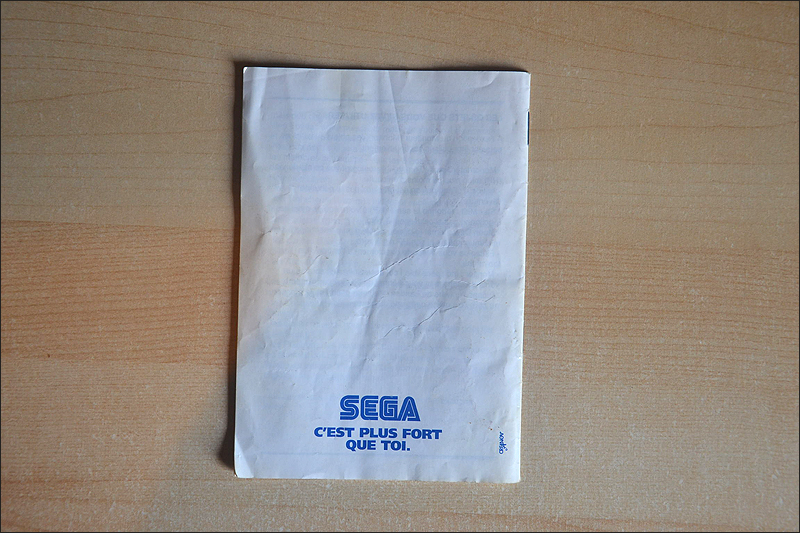 SEGA
C'EST PLUS FORT
QUE TOI.